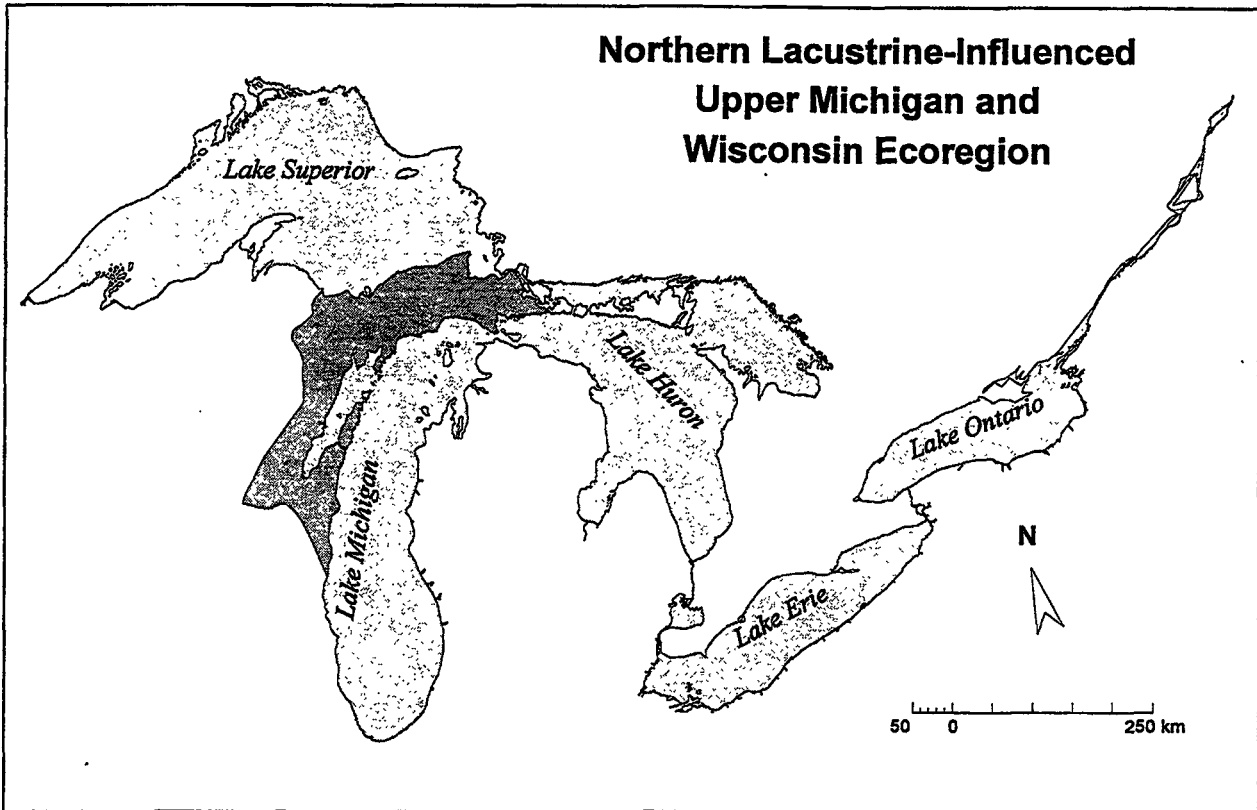 Northern Lacustrine-Influenced
Upper Michigan and
Wisconsin Ecoregion
Lake Superior
Lake Huron
Lake Michigan
Lake Ontario
Lake Erie
N
50 0 250 km